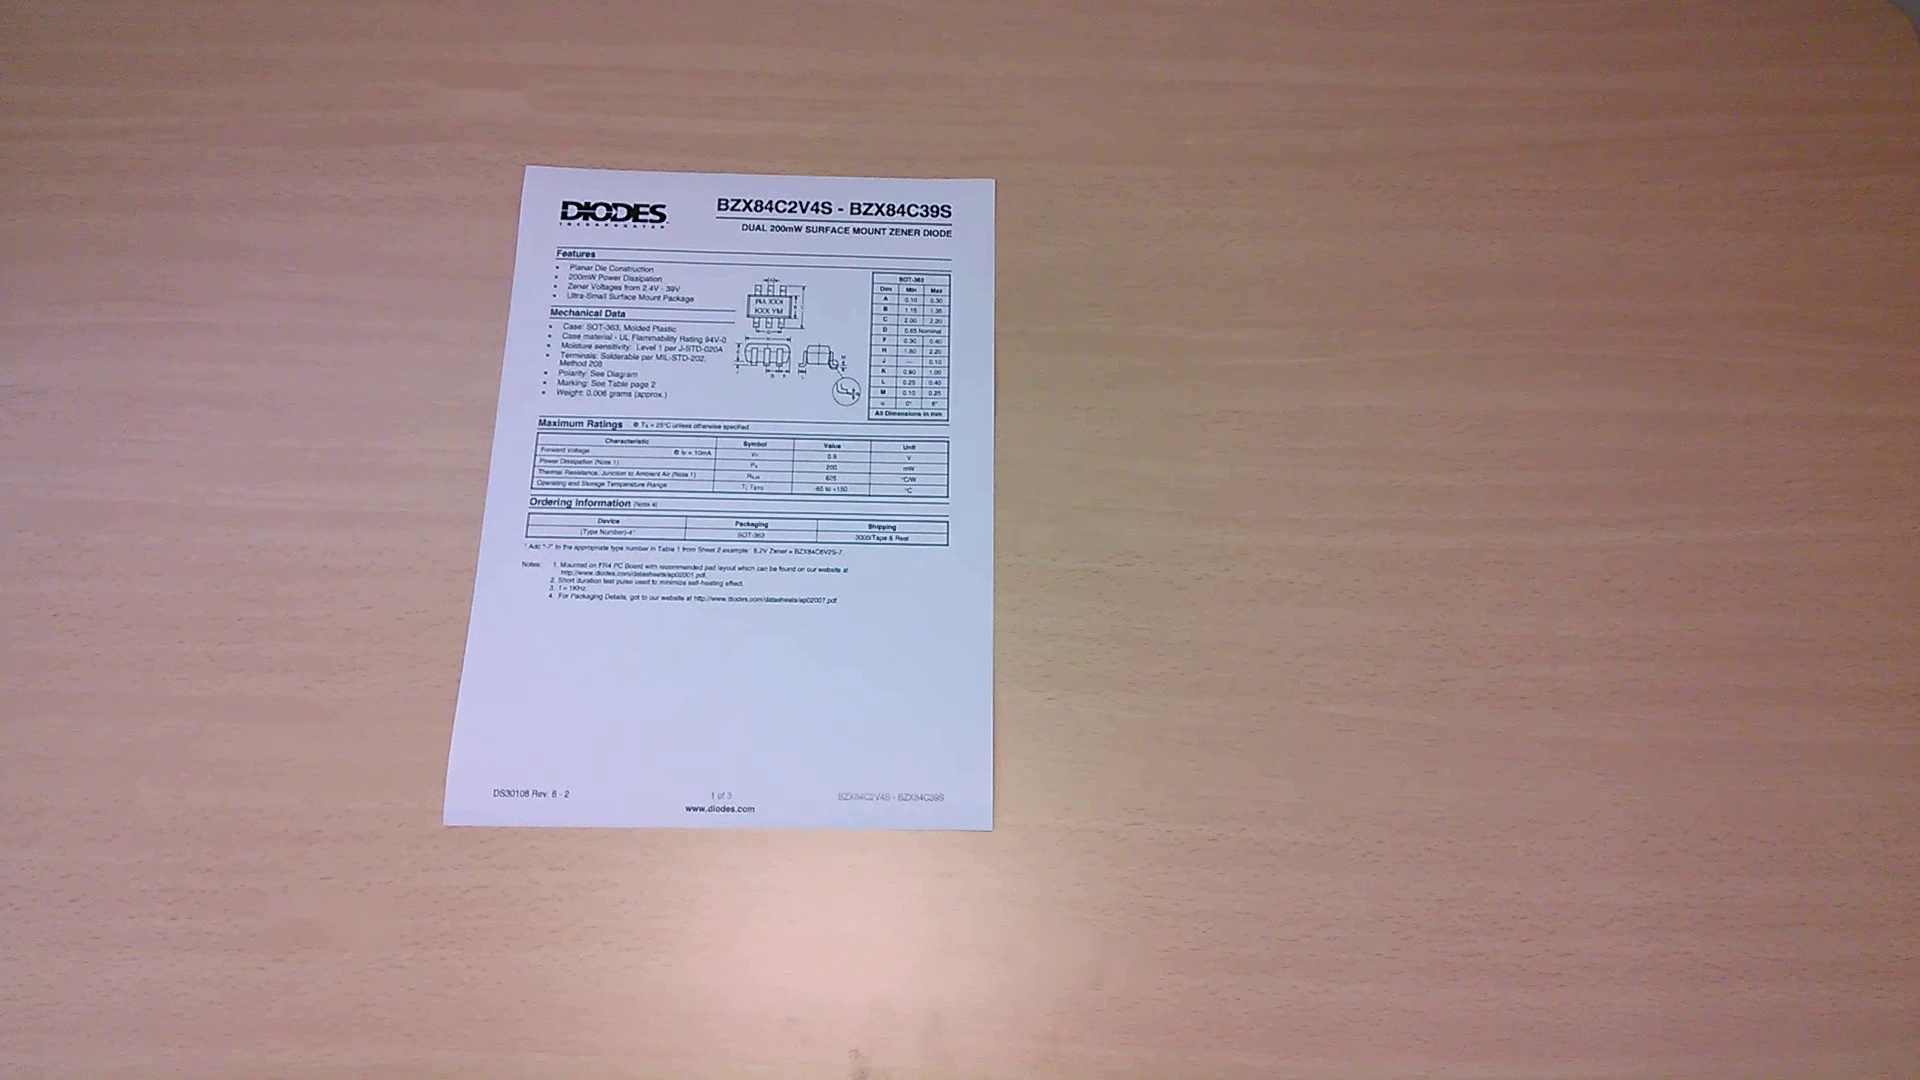 DIODES
INCORPORATED
BZX84C2V4S - BZX84C39S
DUAL 200mW SURFACE MOUNT ZENER DIODE
Features
• Planar Die Construction
• 200mW Power Dissipation
• Zener Voltages from 2.4V - 39V
• Ultra-Small Surface Mount Package
Mechanical Data
• Case: SOT-363, Molded Plastic
• Case material - UL Flammability Rating 94V-0
• Moisture sensitivity: Level 1 per J-STD-020A
• Terminals: Solderable per MIL-STD-202,
Method 208
• Polarity: See Diagram
• Marking: See Table page 2
• Weight: 0.006 grams (approx.)
KXX YM
SOT-363
Dim Min Max
A 0.10 0.30
B 1.15 1.35
C 2.00 2.20
D 0.65 Nominal
F 0.30 0.40
H 1.80 2.20
J — 0.10
K 0.90 1.00
L 0.25 0.40
M 0.10 0.25
α 0° 8°
All Dimensions in mm
Maximum Ratings @ TA = 25°C unless otherwise specified
Characteristic Symbol Value Unit
Forward Voltage @ IF = 10mA VF 0.9 V
Power Dissipation (Note 1) Pd 200 mW
Thermal Resistance, Junction to Ambient Air (Note 1) RθJA 625 °C/W
Operating and Storage Temperature Range Tj, TSTG -65 to +150 °C
Ordering Information (Note 4)
Device Packaging Shipping
(Type Number)-4* SOT-363 3000/Tape & Reel
* Add "-7" to the appropriate type number in Table 1 from Sheet 2 example: 6.2V Zener = BZX84C6V2S-7.
Notes: 1. Mounted on FR4 PC Board with recommended pad layout which can be found on our website at
http://www.diodes.com/datasheets/ap02001.pdf.
2. Short duration test pulse used to minimize self-heating effect.
3. f = 1KHz.
4. For Packaging Details, got to our website at http://www.diodes.com/datasheets/ap02007.pdf.
DS30108 Rev. 6 - 2
1 of 3
BZX84C2V4S - BZX84C39S
www.diodes.com